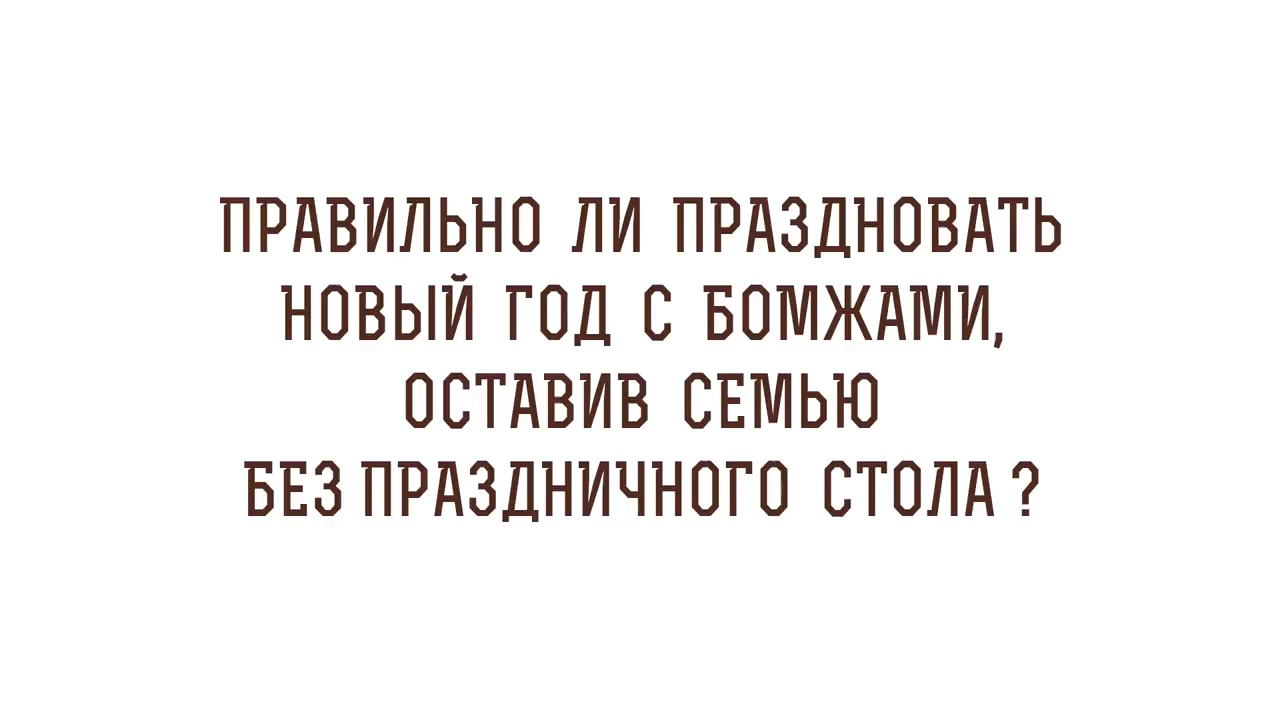 ПРАВИЛЬНО ЛИ ПРАЗДНОВАТЬ
НОВЫЙ ГОД С БОМЖАМИ,
ОСТАВИВ СЕМЬЮ
БЕЗ ПРАЗДНИЧНОГО СТОЛА ?